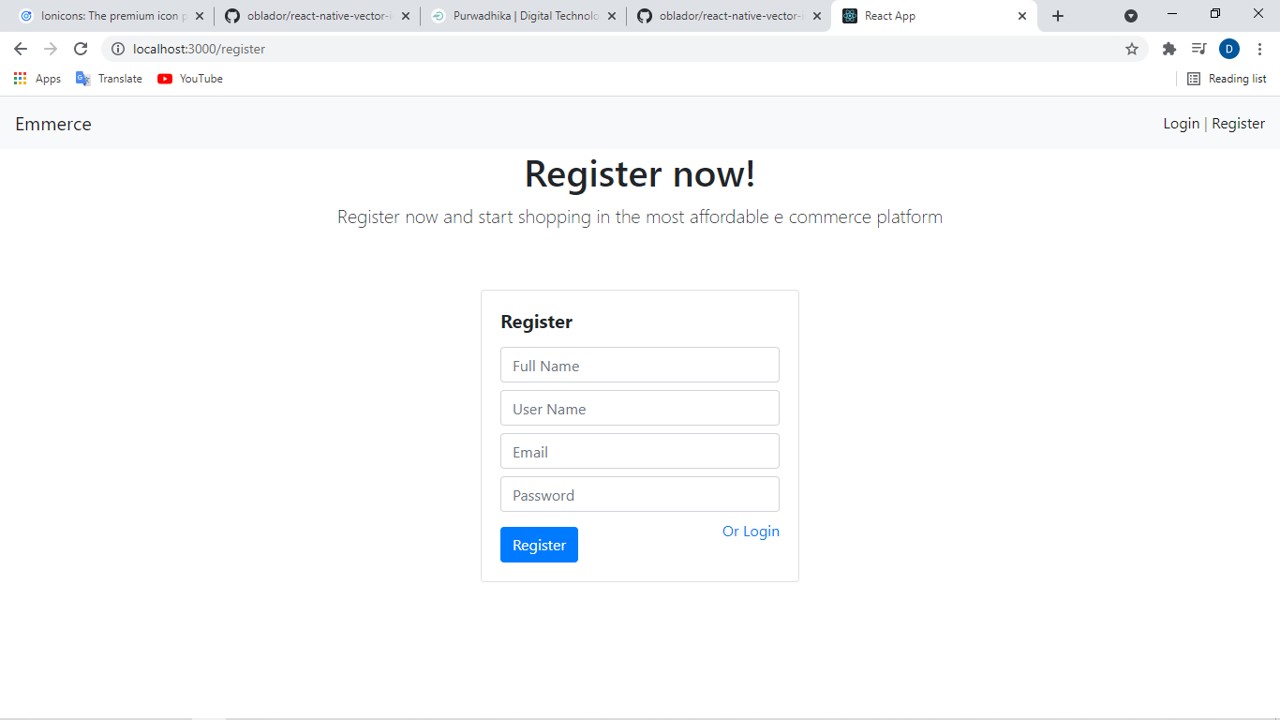 Ionicons: The premium icon p
oblador/react-native-vector-
Purwadhika | Digital Technolo
oblador/react-native-vector-
React App
localhost:3000/register
D
Apps
Translate
YouTube
Reading list
Emmerce
Login | Register
Register now!
Register now and start shopping in the most affordable e commerce platform
Register
Full Name
User Name
Email
Password
Or Login
Register